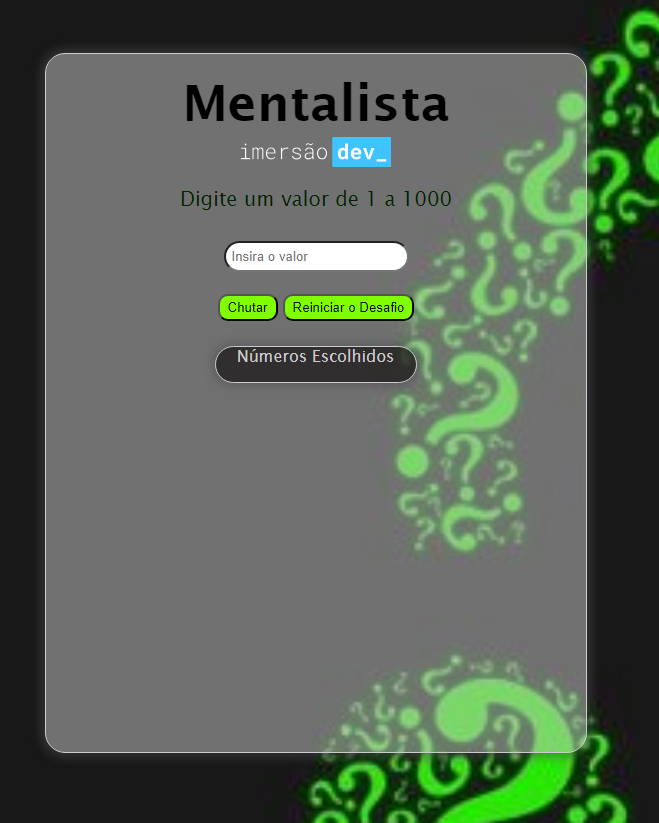 Mentalista
imersão dev_
Digite um valor de 1 a 1000
Insira o valor
Chutar Reiniciar o Desafio
Números Escolhidos